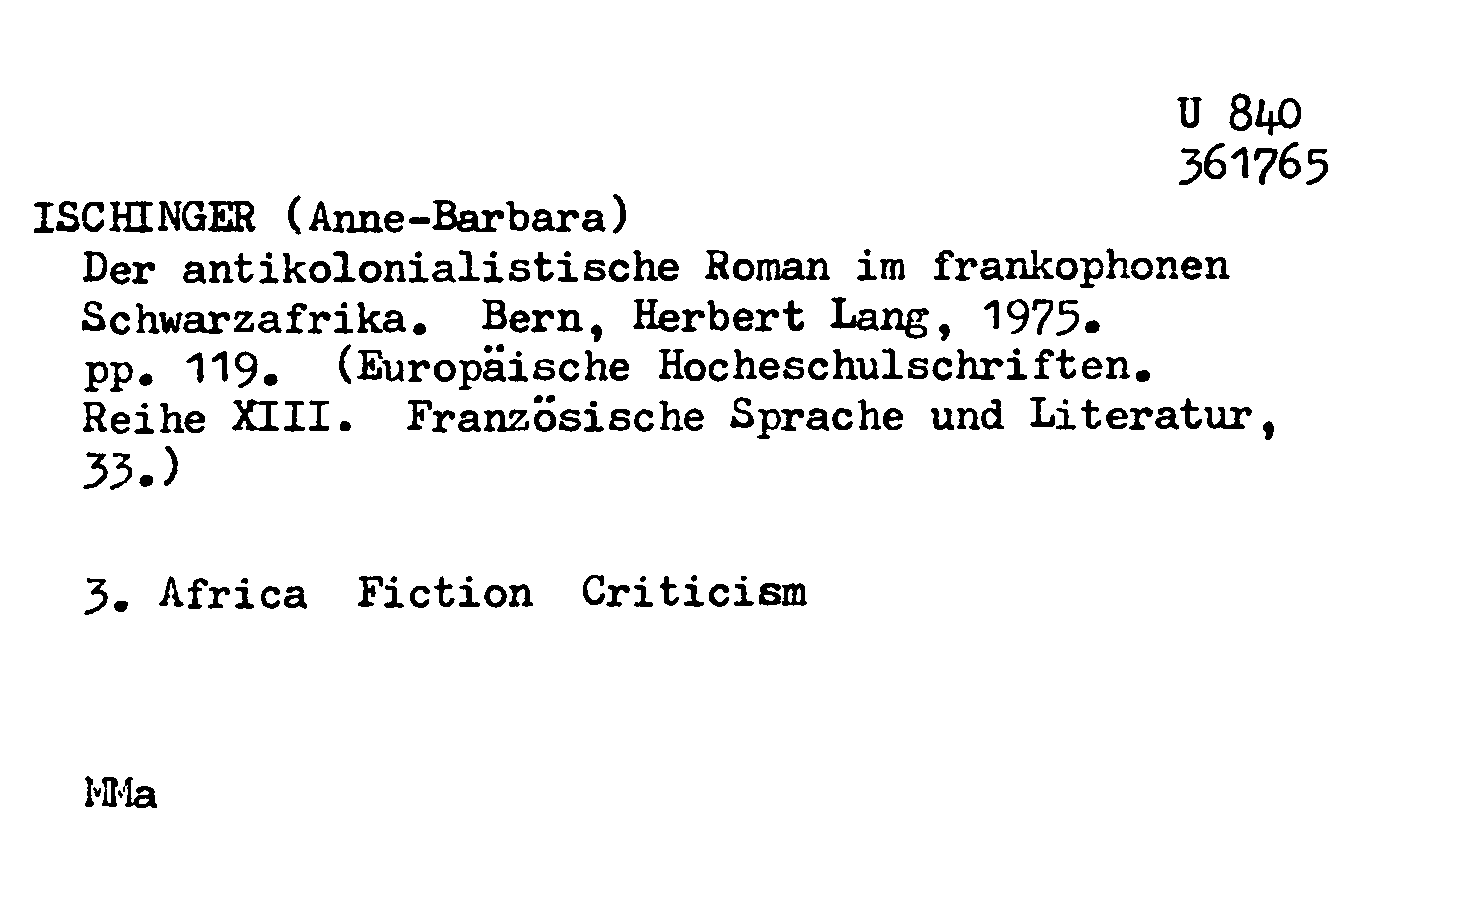 U 840
361765
ISCHINGER (Anne-Barbara)
Der antikolonialistische Roman im frankophonen
Schwarzafrika. Bern, Herbert Lang, 1975.
pp. 119. (Europäische Hocheschulschriften.
Reihe XIII. Französische Sprache und Literatur,
33.)
3. Africa Fiction Criticism
MMa